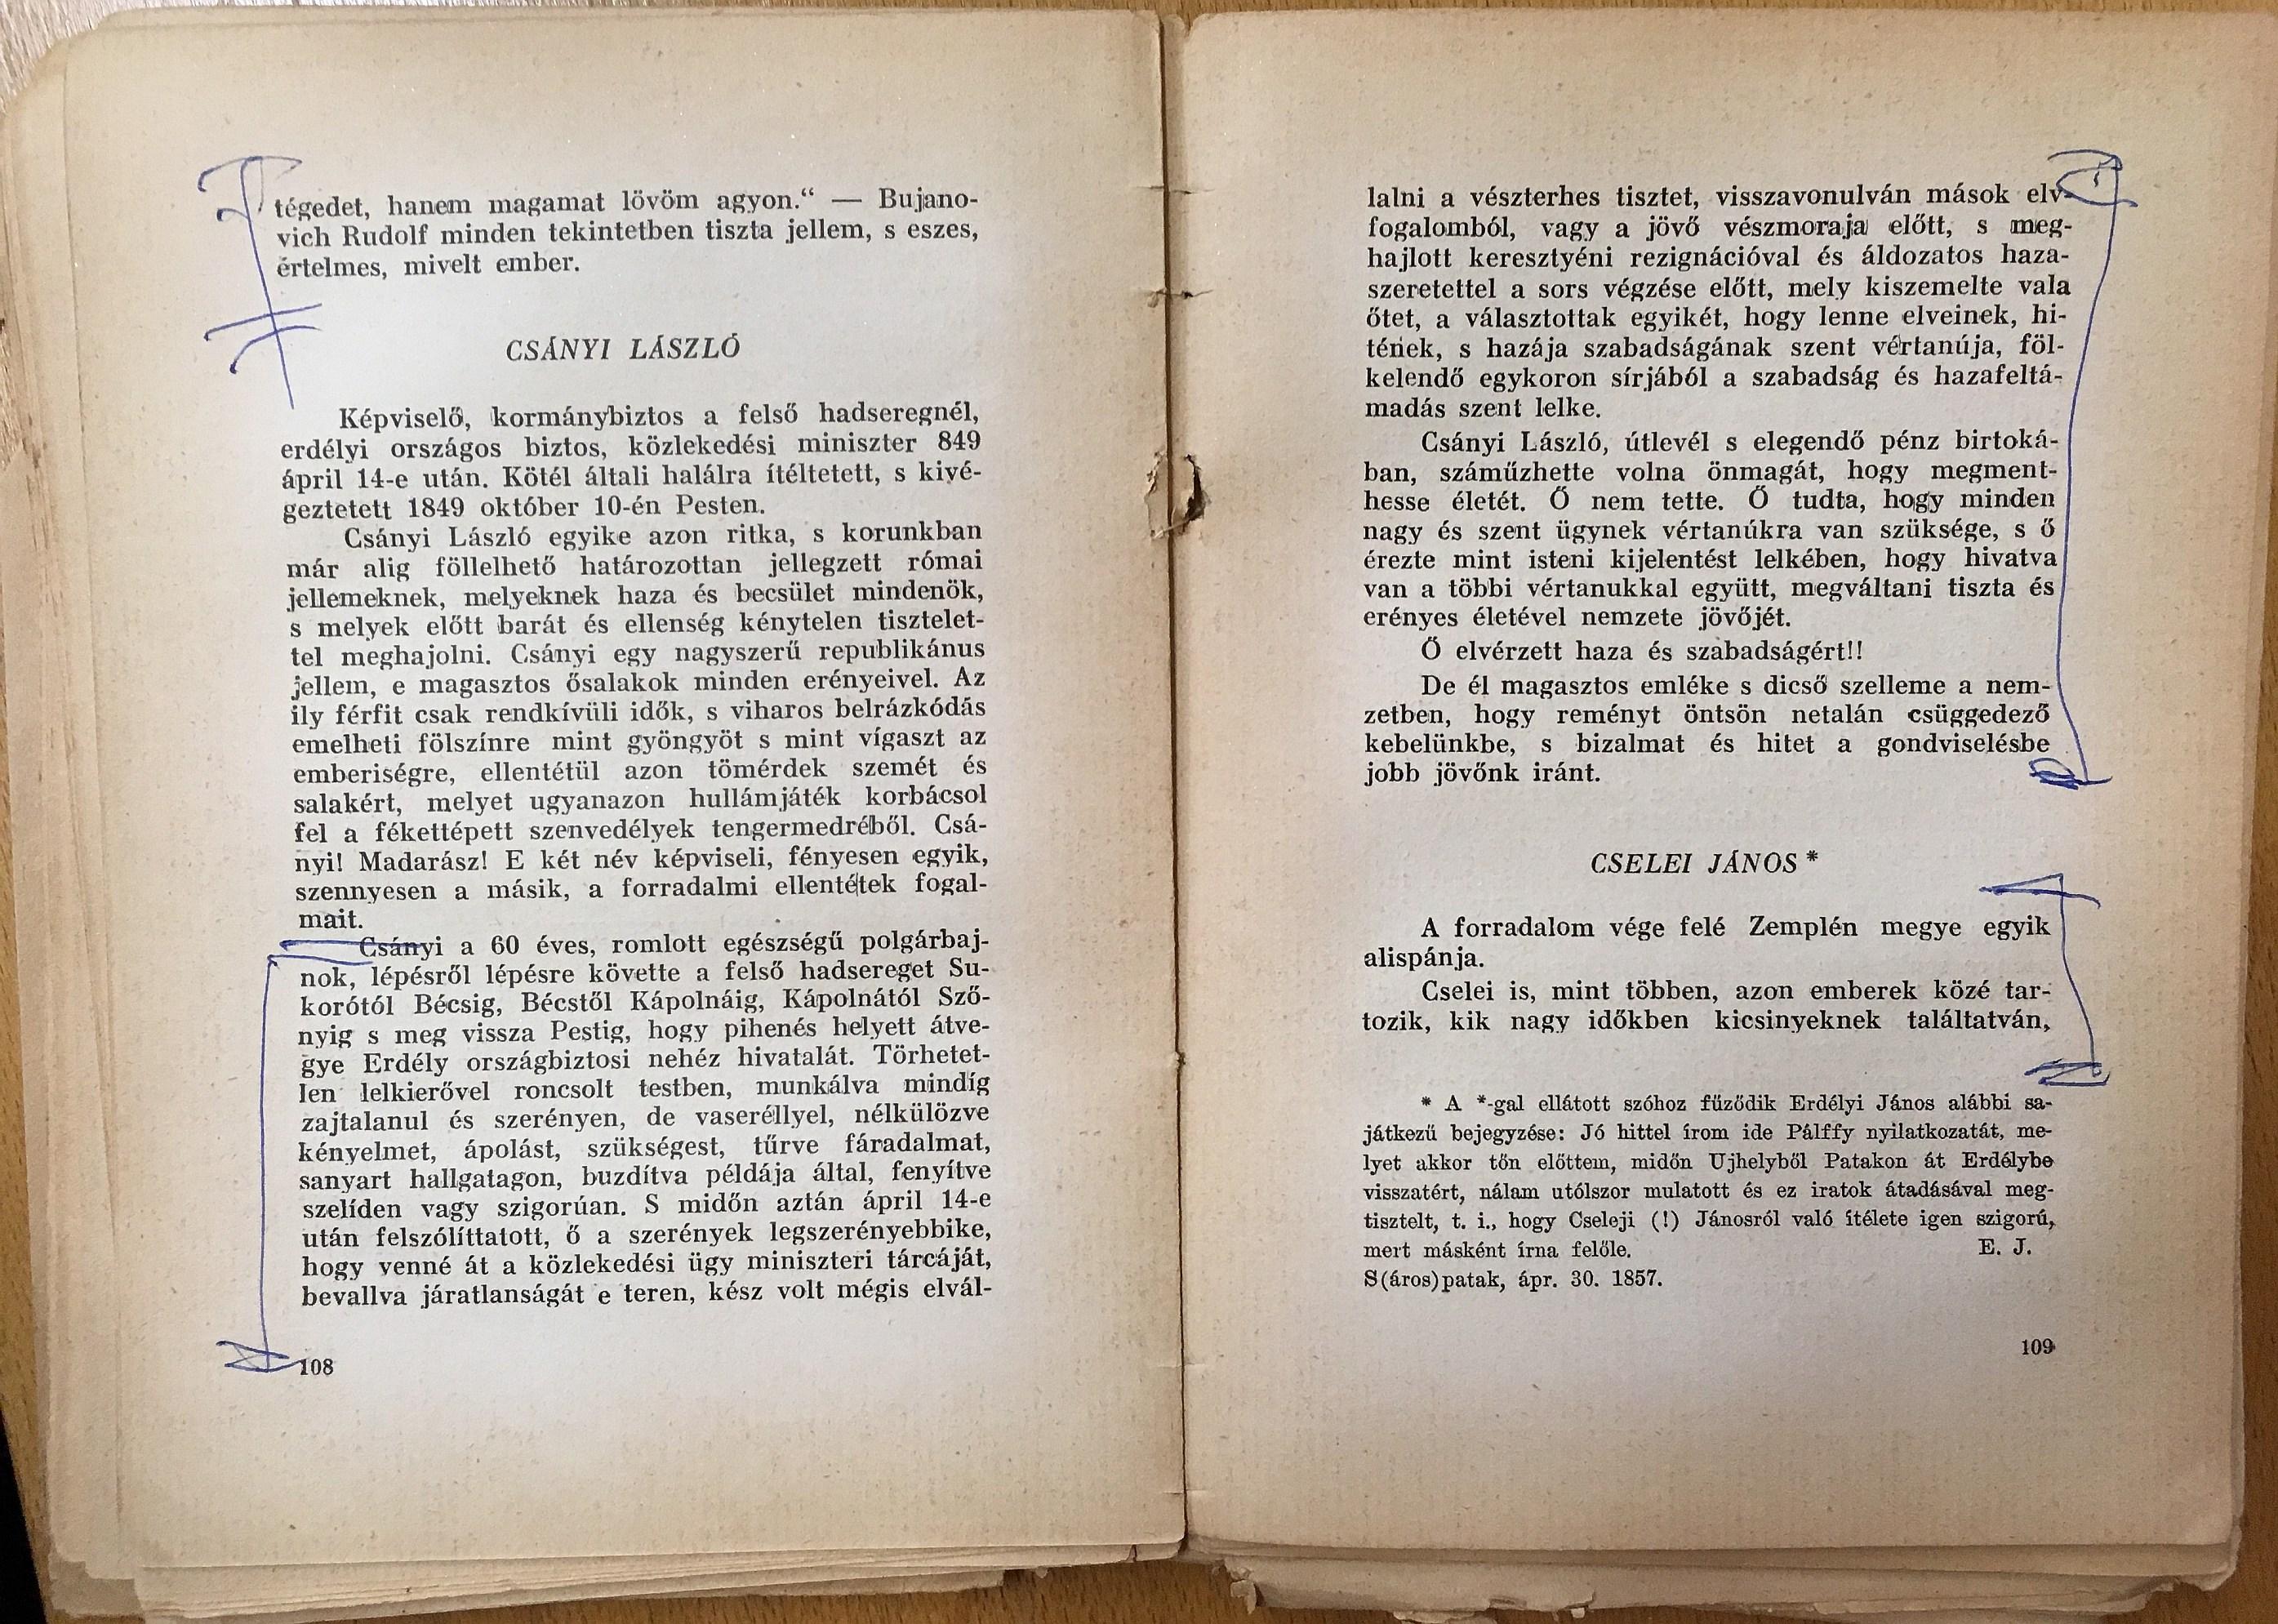 tégedet, hanem magamat lövöm agyon.“ — Bujano-
vich Rudolf minden tekintetben tiszta jellem, s eszes,
értelmes, mivelt ember.
CSÁNYI LÁSZLÓ
Képviselő, kormánybiztos a felső hadseregnél,
erdélyi országos biztos, közlekedési miniszter 849
ápril 14-e után. Kötél általi halálra ítéltetett, s kivé-
geztetett 1849 október 10-én Pesten.
Csányi László egyike azon ritka, s korunkban
már alig föllelhető határozottan jellegzett római
jellemeknek, melyeknek haza és becsület mindenök,
s melyek előtt barát és ellenség kénytelen tisztelet-
tel meghajolni. Csányi egy nagyszerű republikánus
jellem, e magasztos ősalakok minden erényeivel. Az
ily férfit csak rendkívüli idők, s viharos belrázkódás
emelheti fölszínre mint gyöngyöt s mint vígaszt az
emberiségre, ellentétül azon tömérdek szemét és
salakért, melyet ugyanazon hullámjáték korbácsol
fel a féketttépett szenvedélyek tengermedréből. Csá-
nyi! Madarász! E két név képviseli, fényesen egyik,
szennyesen a másik, a forradalmi ellentétek fogal-
mait.
Csányi a 60 éves, romlott egészségű polgárbaj-
nok, lépésről lépésre követte a felső hadsereget Su-
korótól Bécsig, Bécstől Kápolnáig, Kápolnától Sző-
nyig s meg vissza Pestig, hogy pihenés helyett átve-
gye Erdély országbiztosi nehéz hivatalát. Törhetet-
len lelkierővel roncsolt testben, munkálva mindíg
zajtalanul és szerényen, de vaseréllyel, nélkülözve
kényelmet, ápolást, szükségest, tűrve fáradalmat,
sanyart hallgatagon, buzdítva példája által, fenyítve
szelíden vagy szigorúan. S midőn aztán ápril 14-e
után felszólíttatott, ő a szerények legszerényebbike,
hogy venné át a közlekedési ügy miniszteri tárcáját,
bevallva járatlanságát e teren, kész volt mégis elvál-
108
lalni a vészterhes tisztet, visszavonulván mások elv-
fogalomból, vagy a jövő vészmoraja előtt, s meg-
hajlott keresztyéni rezignációval és áldozatos haza-
szeretettel a sors végzése előtt, mely kiszemelte vala
őtet, a választottak egyikét, hogy lenne elveinek, hi-
tének, s hazája szabadságának szent vértanúja, föl-
kelendő egykoron sírjából a szabadság és hazafeltá-
madás szent lelke.
Csányi László, útlevél s elegendő pénz birtoká-
ban, száműzhette volna önmagát, hogy megment-
hesse életét. Ő nem tette. Ő tudta, hogy minden
nagy és szent ügynek vértanúkra van szüksége, s ő
érezte mint isteni kijelentést lelkében, hogy hivatva
van a többi vértanukkal együtt, megváltani tiszta és
erényes életével nemzete jövőjét.
Ő elvérzett haza és szabadságért!!
De él magasztos emléke s dicső szelleme a nem-
zetben, hogy reményt öntsön netalán csüggedező
kebelünkbe, s bizalmat és hitet a gondviselésbe
jobb jövőnk iránt.
CSELEI JÁNOS *
A forradalom vége felé Zemplén megye egyik
alispánja.
Cselei is, mint többen, azon emberek közé tar-
tozik, kik nagy időkben kicsinyeknek találtatván,
* A *-gal ellátott szóhoz fűződik Erdélyi János alábbi sa-
játkezű bejegyzése: Jó hittel írom ide Pálffy nyilatkozatát, me-
lyet akkor tőn előttem, midőn Ujhelyből Patakon át Erdélybe
visszatért, nálam utólszor mulatott és ez iratok átadásával meg-
tisztelt, t. i., hogy Cseleji (!) Jánosról való ítélete igen szigorú,
mert másként írna felőle. E. J.
S(áros)patak, ápr. 30. 1857.
109